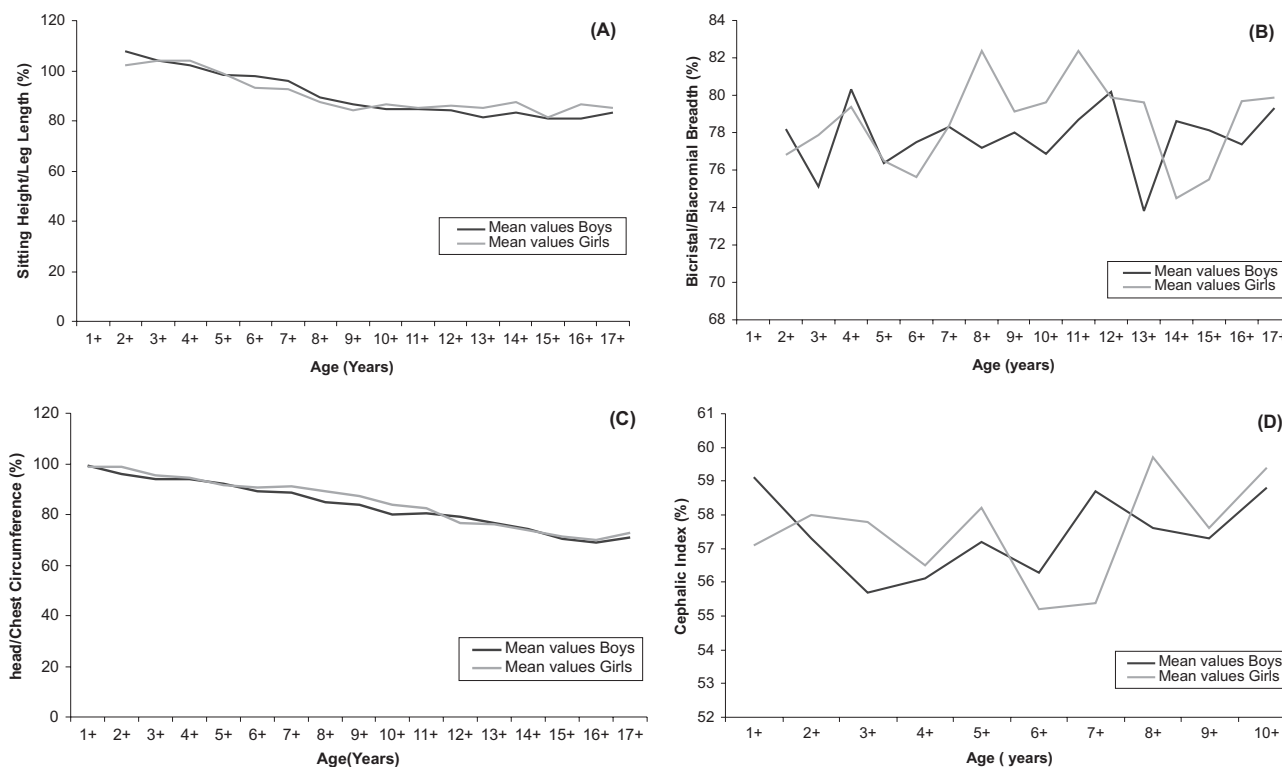 (A)
120
100
80
60
40
20
0
Sitting Height/Leg Length (%)
Mean values Boys
Mean values Girls
1+ 2+ 3+ 4+ 5+ 6+ 7+ 8+ 9+ 10+ 11+ 12+ 13+ 14+ 15+ 16+ 17+
Age (Years)
(B)
84
82
80
78
76
74
72
70
68
Bicristal/Biacromial Breadth (%)
Mean values Boys
Mean values Girls
1+ 2+ 3+ 4+ 5+ 6+ 7+ 8+ 9+ 10+ 11+ 12+ 13+ 14+ 15+ 16+ 17+
Age (years)
(C)
120
100
80
60
40
20
0
head/Chest Circumference (%)
Mean values Boys
Mean values Girls
1+ 2+ 3+ 4+ 5+ 6+ 7+ 8+ 9+ 10+ 11+ 12+ 13+ 14+ 15+ 16+ 17+
Age(Years)
(D)
61
60
59
58
57
56
55
54
53
52
Cephalic Index (%)
Mean values Boys
Mean values Girls
1+ 2+ 3+ 4+ 5+ 6+ 7+ 8+ 9+ 10+
Age ( years)